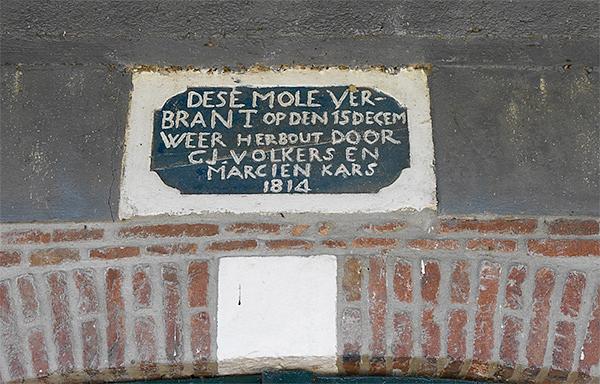 DESE MOLE VER-
BRANT OP DEN 15 DECEM
WEER HERBOUT DOOR
C.J. VOLKERS EN
MARCIEN KARS
1814